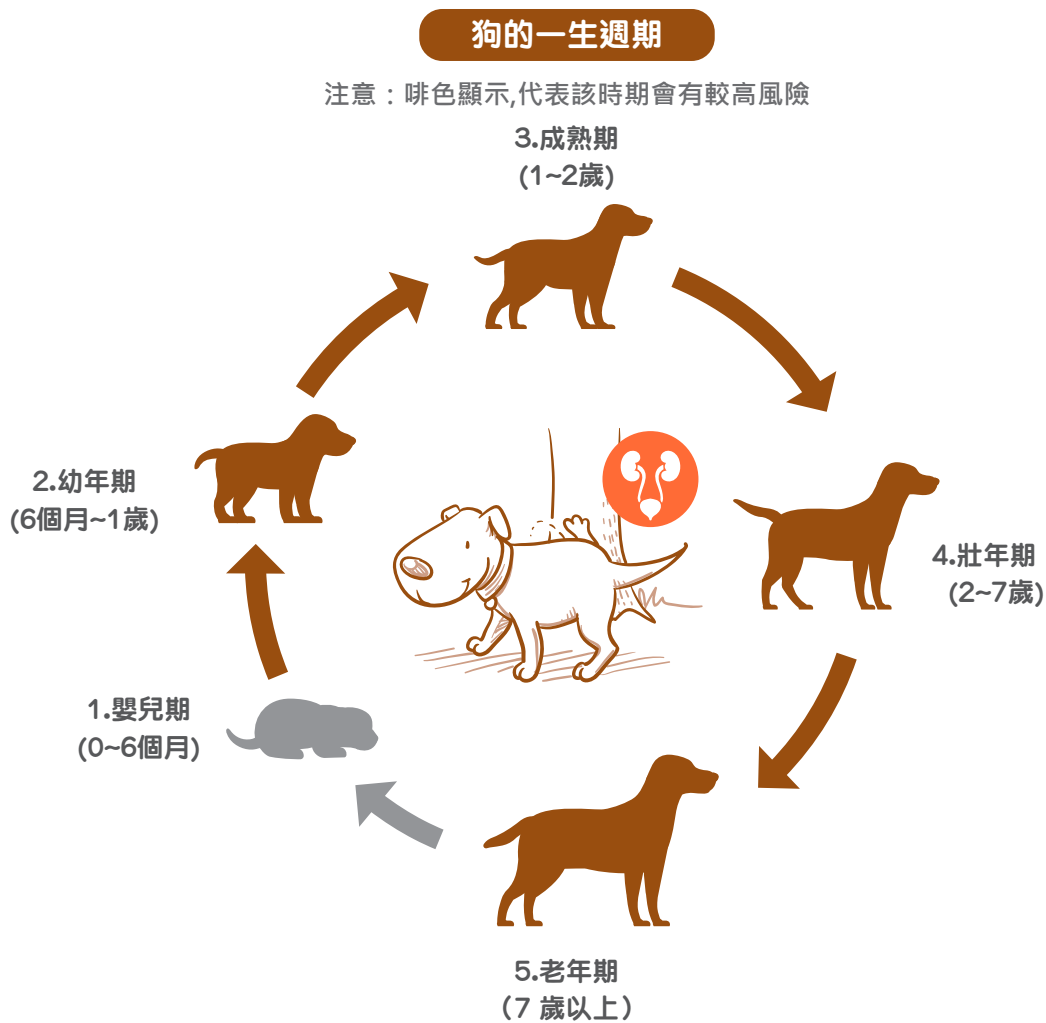 狗的一生週期
注意：啡色顯示,代表該時期會有較高風險
3.成熟期
(1~2歲)
2.幼年期
(6個月~1歲)
4.壯年期
(2~7歲)
1.嬰兒期
(0~6個月)
5.老年期
（7 歲以上）